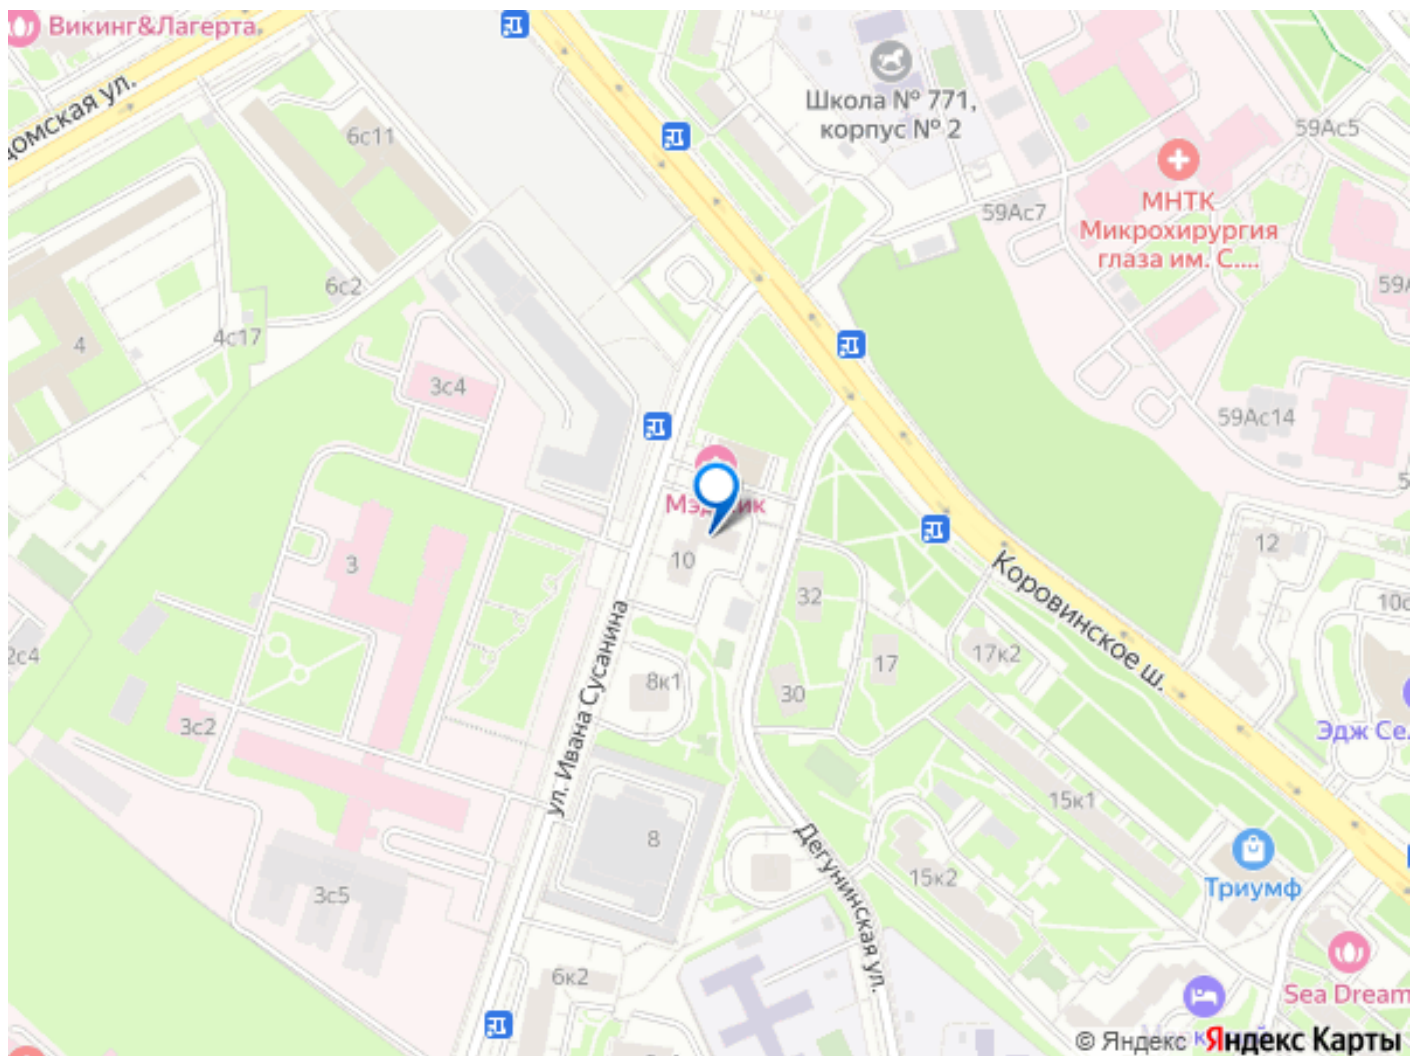 Викинг&Лагерта
домская ул.
6с11
Школа № 771,
корпус № 2
59Ас5
МНТК
Микрохирургия
глаза им. С....
59Ас7
6с2
4с17
4
3с4
59Ас14
10
3
12
32
Коровинское ш.
17к2
17
8к1
30
ул. Ивана Сусанина
2с4
3с2
Эдж Се
15к1
8
Дегунинская ул.
15к2
Триумф
3с5
6к2
Sea Dream
© Яндекс
Яндекс Карты